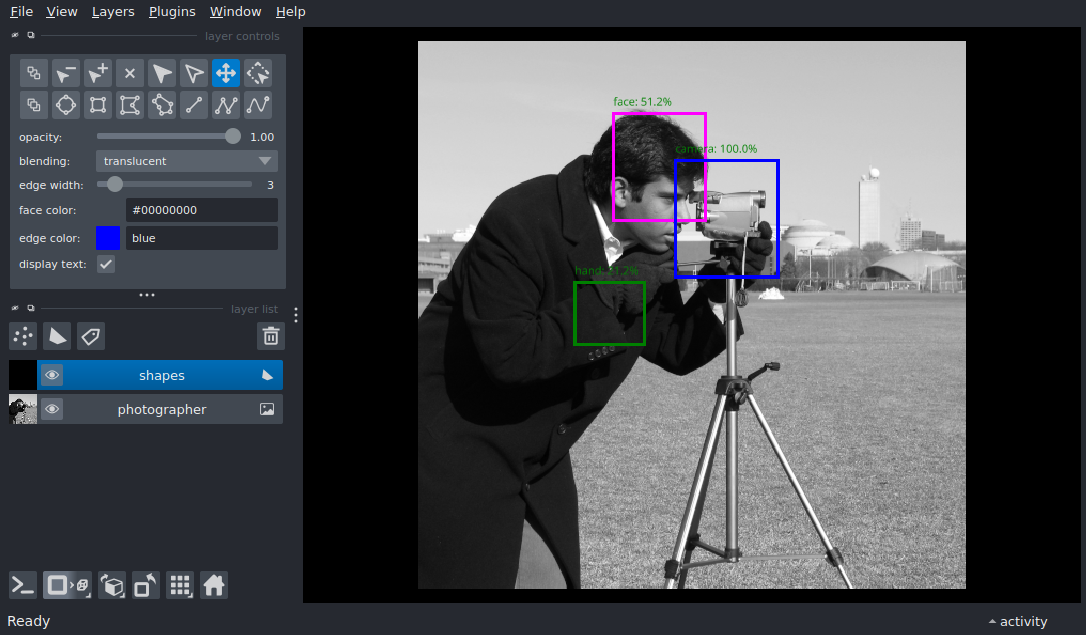 File View Layers Plugins Window Help
layer controls
opacity: 1.00
blending: translucent
edge width: 3
face color: #00000000
edge color: blue
display text:
layer list
shapes
photographer
face: 51.2%
camera: 100.0%
hand:
Ready
activity